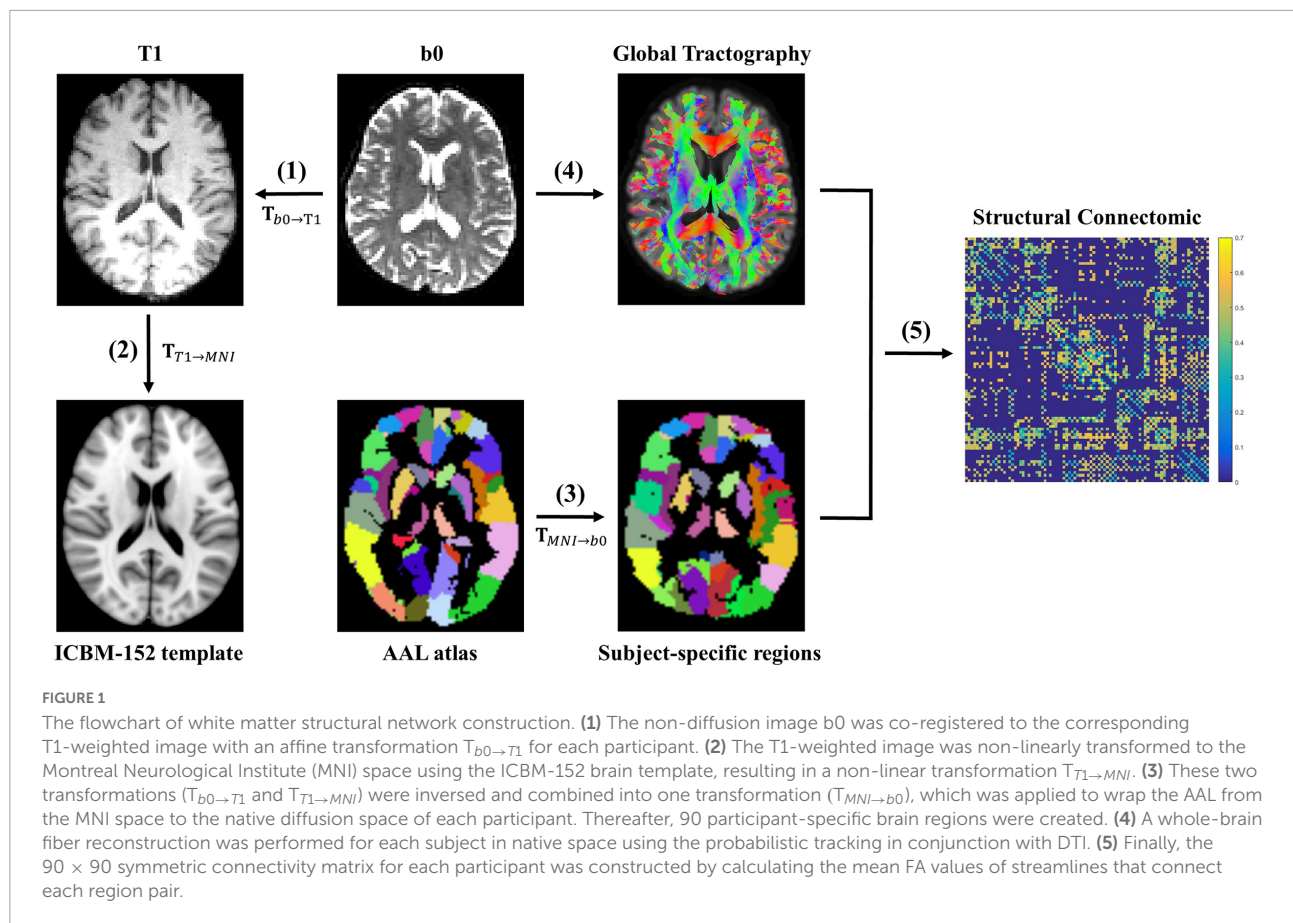 T1
b0
Global Tractography
(1)
T_{b0→T1}
(4)
Structural Connectomic
0.7
0.6
0.5
0.4
0.3
0.2
0.1
0
(5)
(2)
T_{T1→MNI}
(3)
T_{MNI→b0}
ICBM-152 template
AAL atlas
Subject-specific regions
FIGURE 1
The flowchart of white matter structural network construction. (1) The non-diffusion image b0 was co-registered to the corresponding
T1-weighted image with an affine transformation T_{b0→T1} for each participant. (2) The T1-weighted image was non-linearly transformed to the
Montreal Neurological Institute (MNI) space using the ICBM-152 brain template, resulting in a non-linear transformation T_{T1→MNI}. (3) These two
transformations (T_{b0→T1} and T_{T1→MNI}) were inversed and combined into one transformation (T_{MNI→b0}), which was applied to wrap the AAL from
the MNI space to the native diffusion space of each participant. Thereafter, 90 participant-specific brain regions were created. (4) A whole-brain
fiber reconstruction was performed for each subject in native space using the probabilistic tracking in conjunction with DTI. (5) Finally, the
90 × 90 symmetric connectivity matrix for each participant was constructed by calculating the mean FA values of streamlines that connect
each region pair.